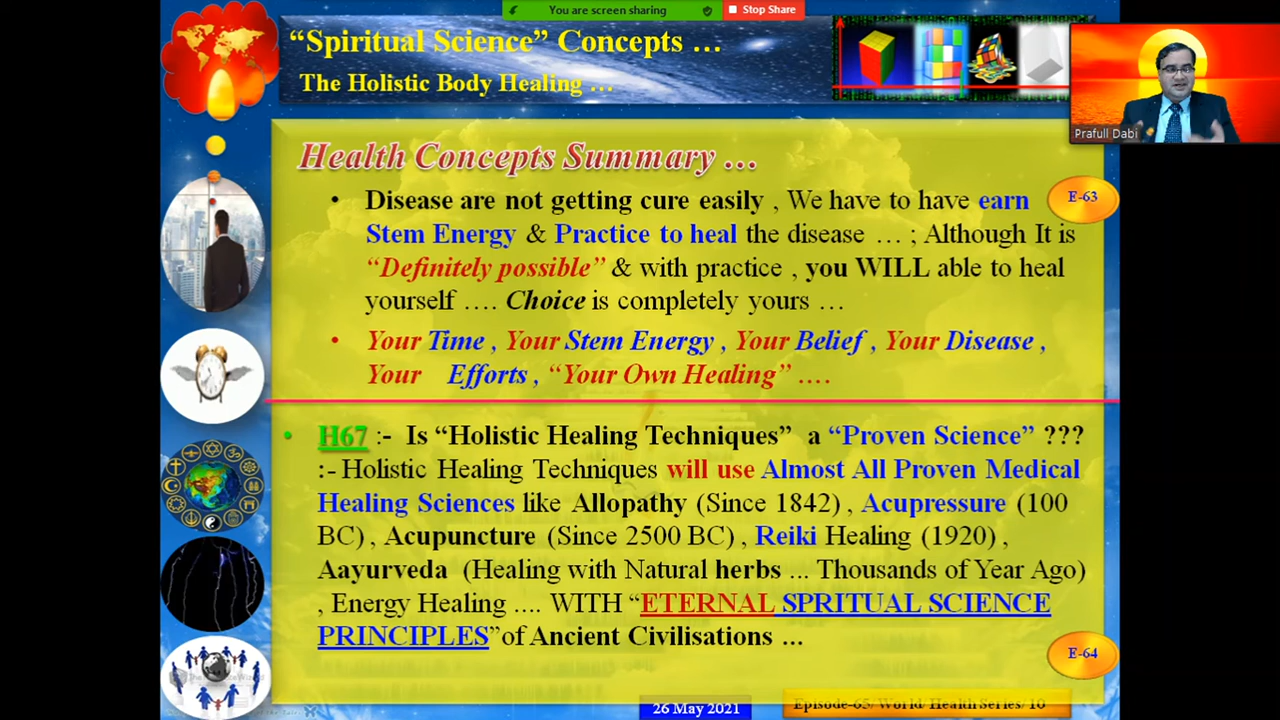 You are screen sharing
Stop Share
“Spiritual Science” Concepts …
The Holistic Body Healing …
Prafull Dabi
Health Concepts Summary …
• Disease are not getting cure easily , We have to have earn
Stem Energy & Practice to heal the disease … ; Although It is
“Definitely possible” & with practice , you WILL able to heal
yourself …. Choice is completely yours …
E-63
• Your Time , Your Stem Energy , Your Belief , Your Disease ,
Your Efforts , “Your Own Healing” ….
• H67 :- Is “Holistic Healing Techniques” a “Proven Science” ???
:- Holistic Healing Techniques will use Almost All Proven Medical
Healing Sciences like Allopathy (Since 1842) , Acupressure (100
BC) , Acupuncture (Since 2500 BC) , Reiki Healing (1920) ,
Aayurveda (Healing with Natural herbs ... Thousands of Year Ago)
, Energy Healing .... WITH “ETERNAL SPRITUAL SCIENCE
PRINCIPLES”of Ancient Civilisations ...
E-64
26 May 2021
Episode-65/ World/ Health Series/ 10